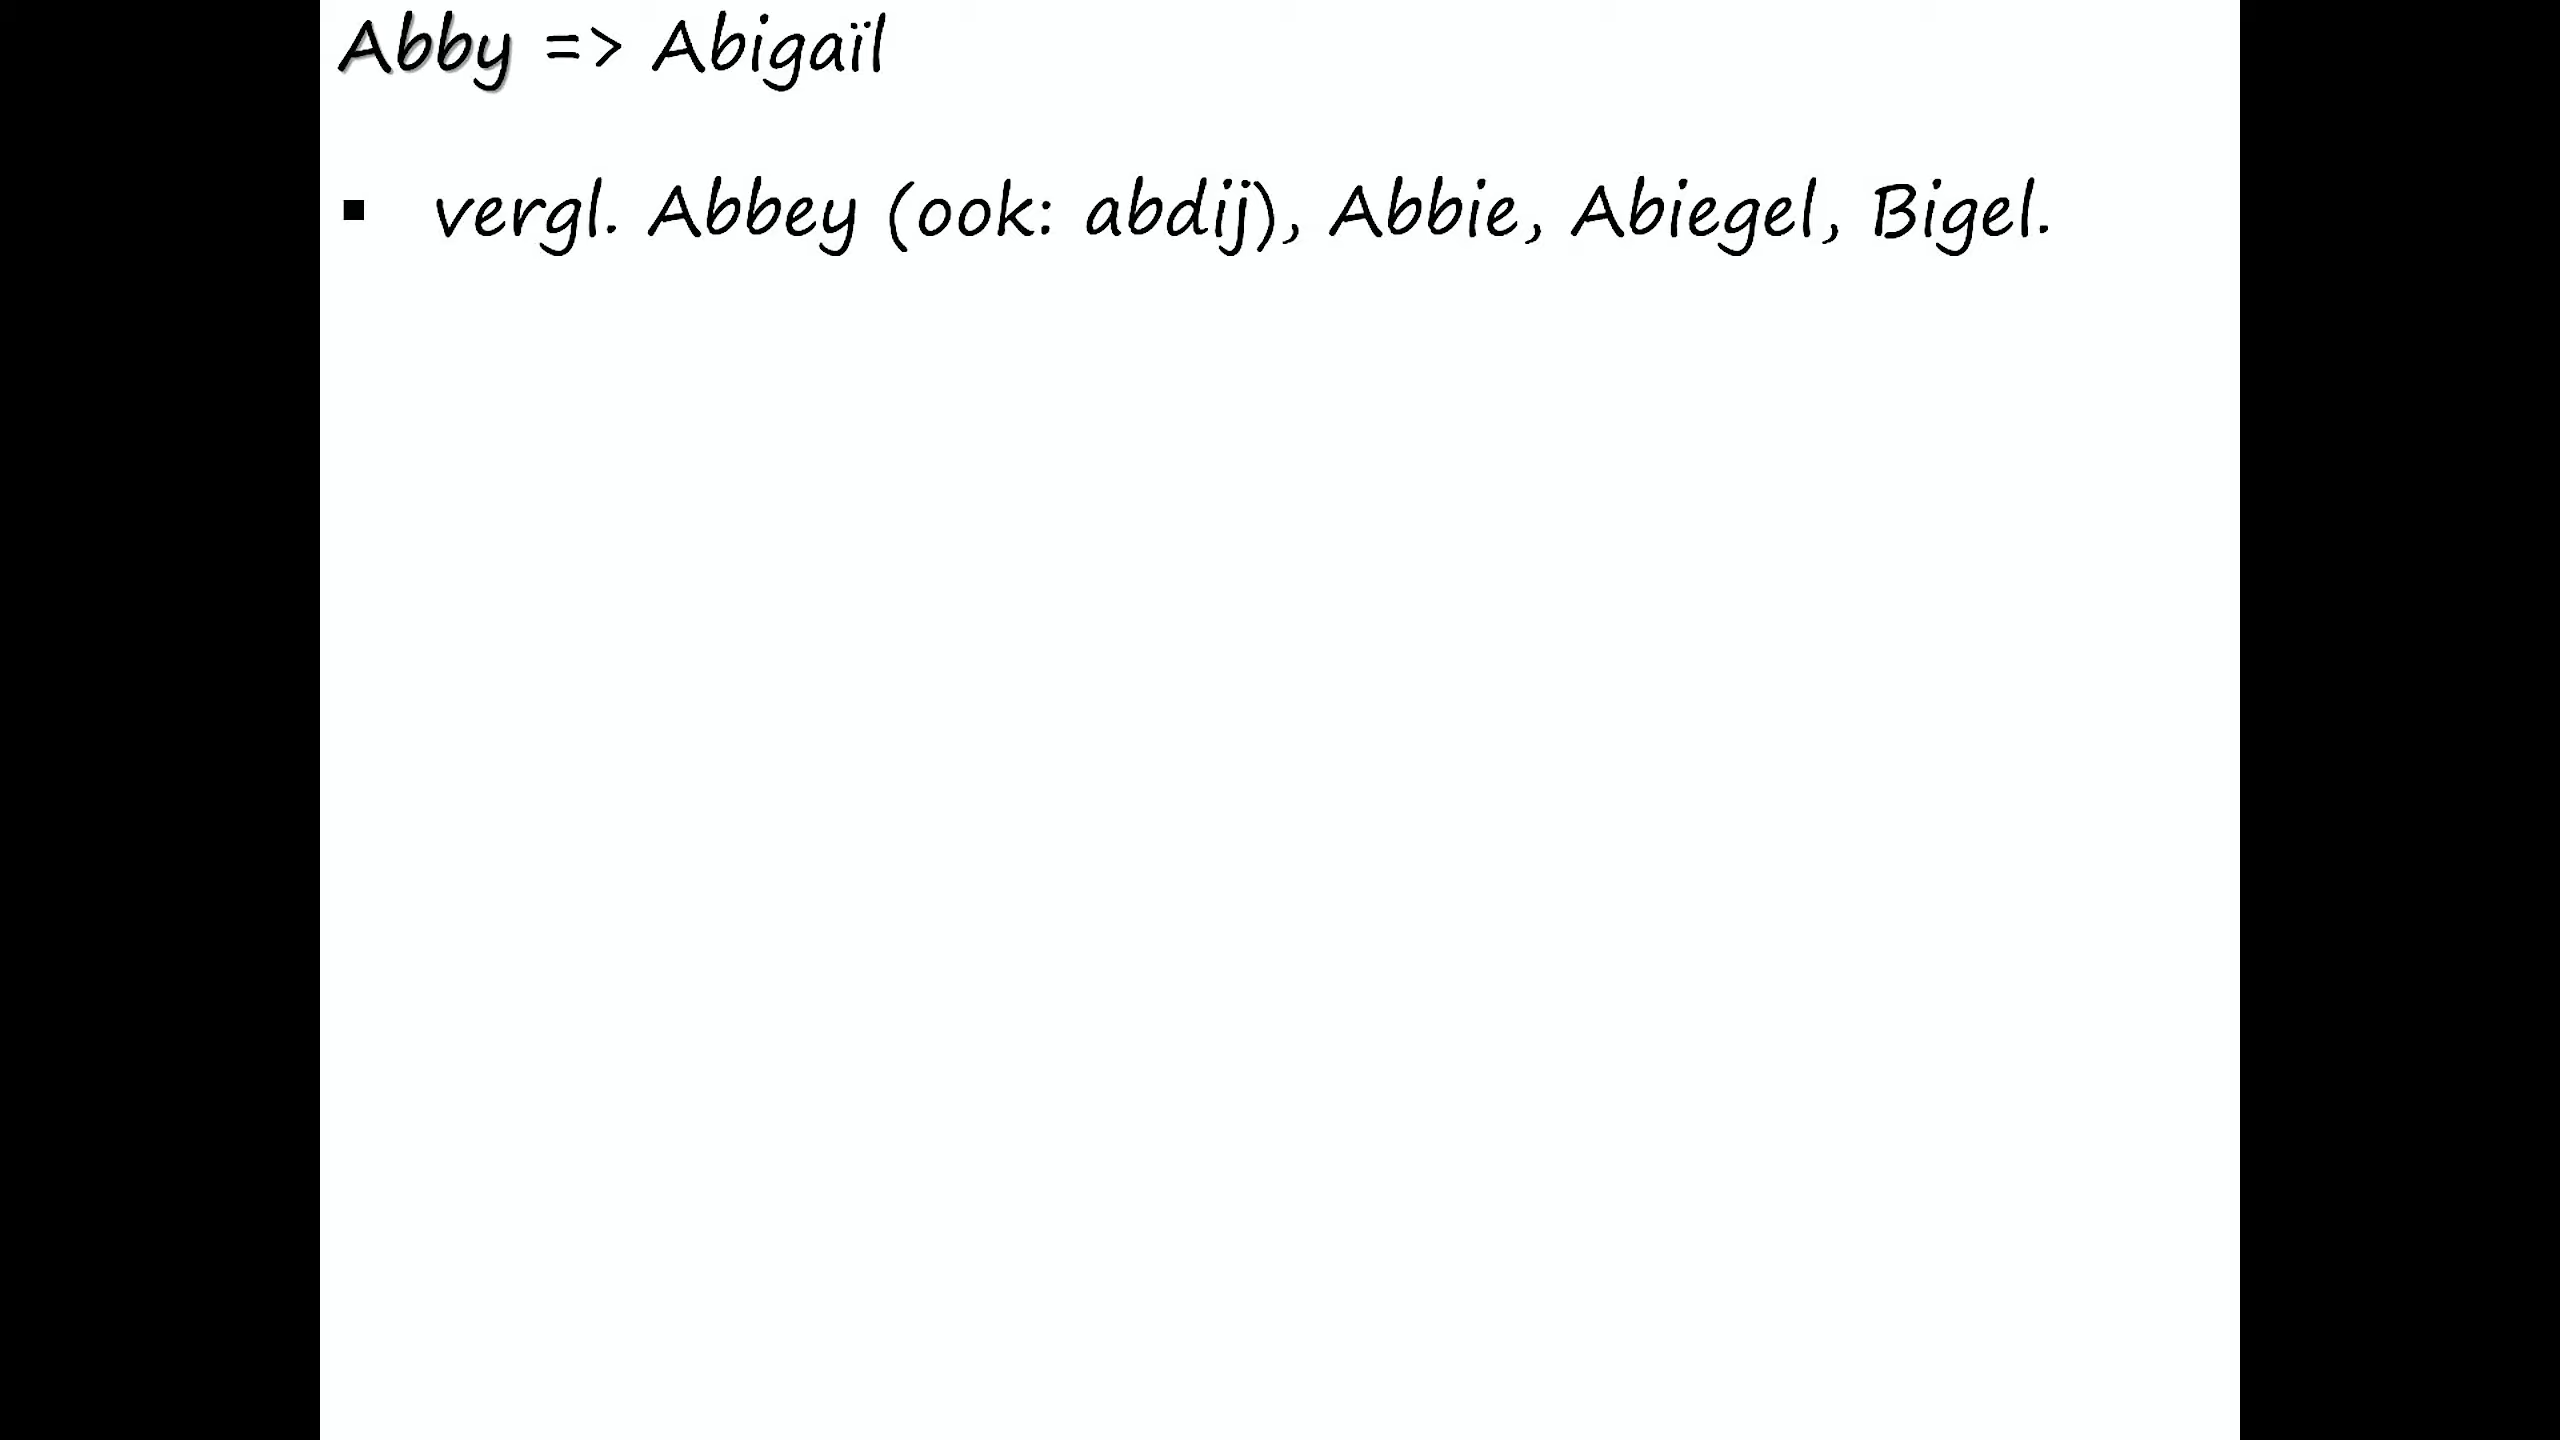 Abby => Abigaïl
▪ vergl. Abbey (ook: abdij), Abbie, Abiegel, Bigel.